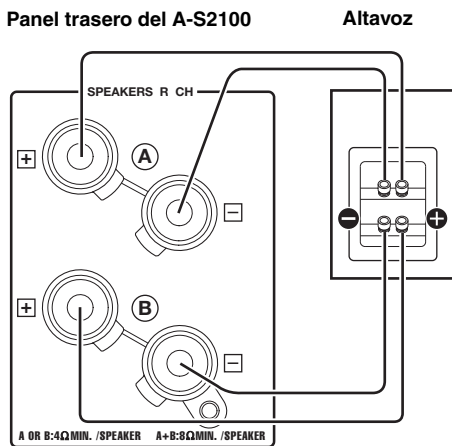 Panel trasero del A-S2100
Altavoz
SPEAKERS R CH
+
A
−
− +
+
B
−
A OR B:4ΩMIN. /SPEAKER A+B:8ΩMIN. /SPEAKER